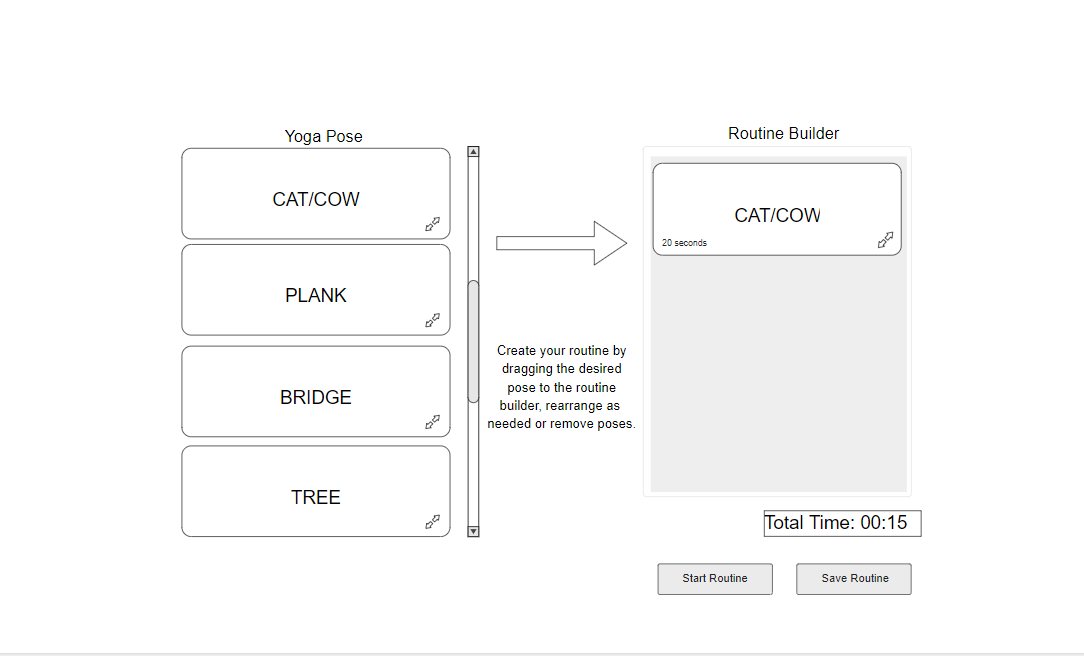 Yoga Pose
CAT/COW
PLANK
BRIDGE
TREE
Create your routine by
dragging the desired
pose to the routine
builder, rearrange as
needed or remove poses.
Routine Builder
CAT/COW
20 seconds
Total Time: 00:15
Start Routine
Save Routine